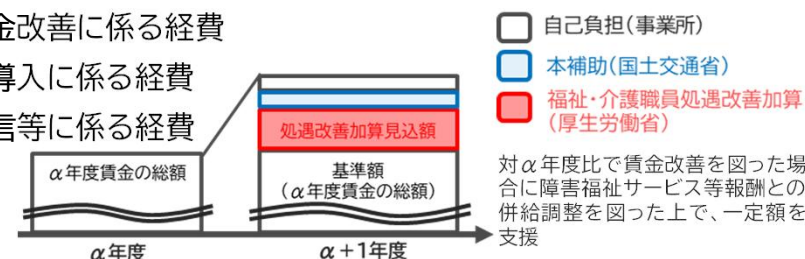 金改善に係る経費
導入に係る経費
言等に係る経費
自己負担(事業所)
本補助(国土交通省)
福祉・介護職員処遇改善加算
(厚生労働省)
処遇改善加算見込額
α年度賃金の総額
基準額
(α年度賃金の総額)
α年度
α+1年度
対α年度比で賃金改善を図った場
合に障害福祉サービス等報酬との
併給調整を図った上で、一定額を
支援